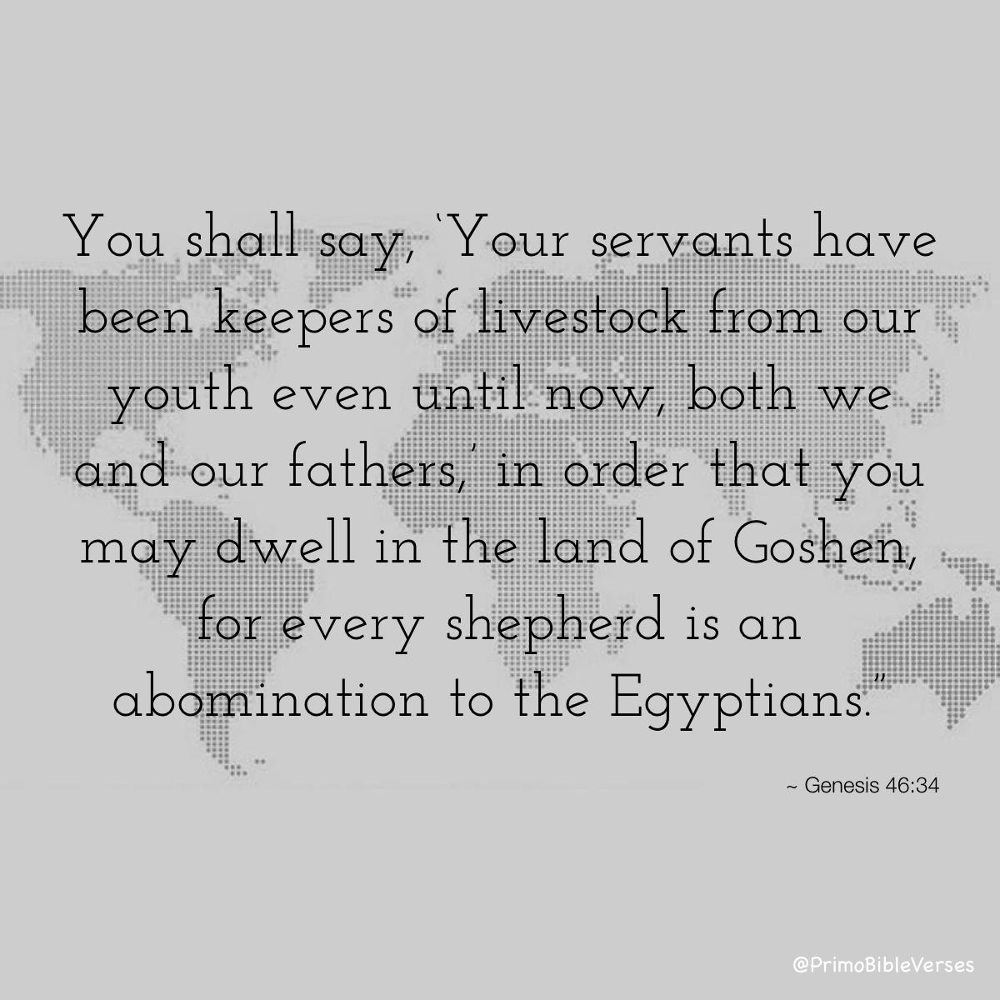 You shall say, ‘Your servants have
been keepers of livestock from our
youth even until now, both we
and our fathers,’ in order that you
may dwell in the land of Goshen,
for every shepherd is an
abomination to the Egyptians.”
~ Genesis 46:34
@PrimoBibleVerses